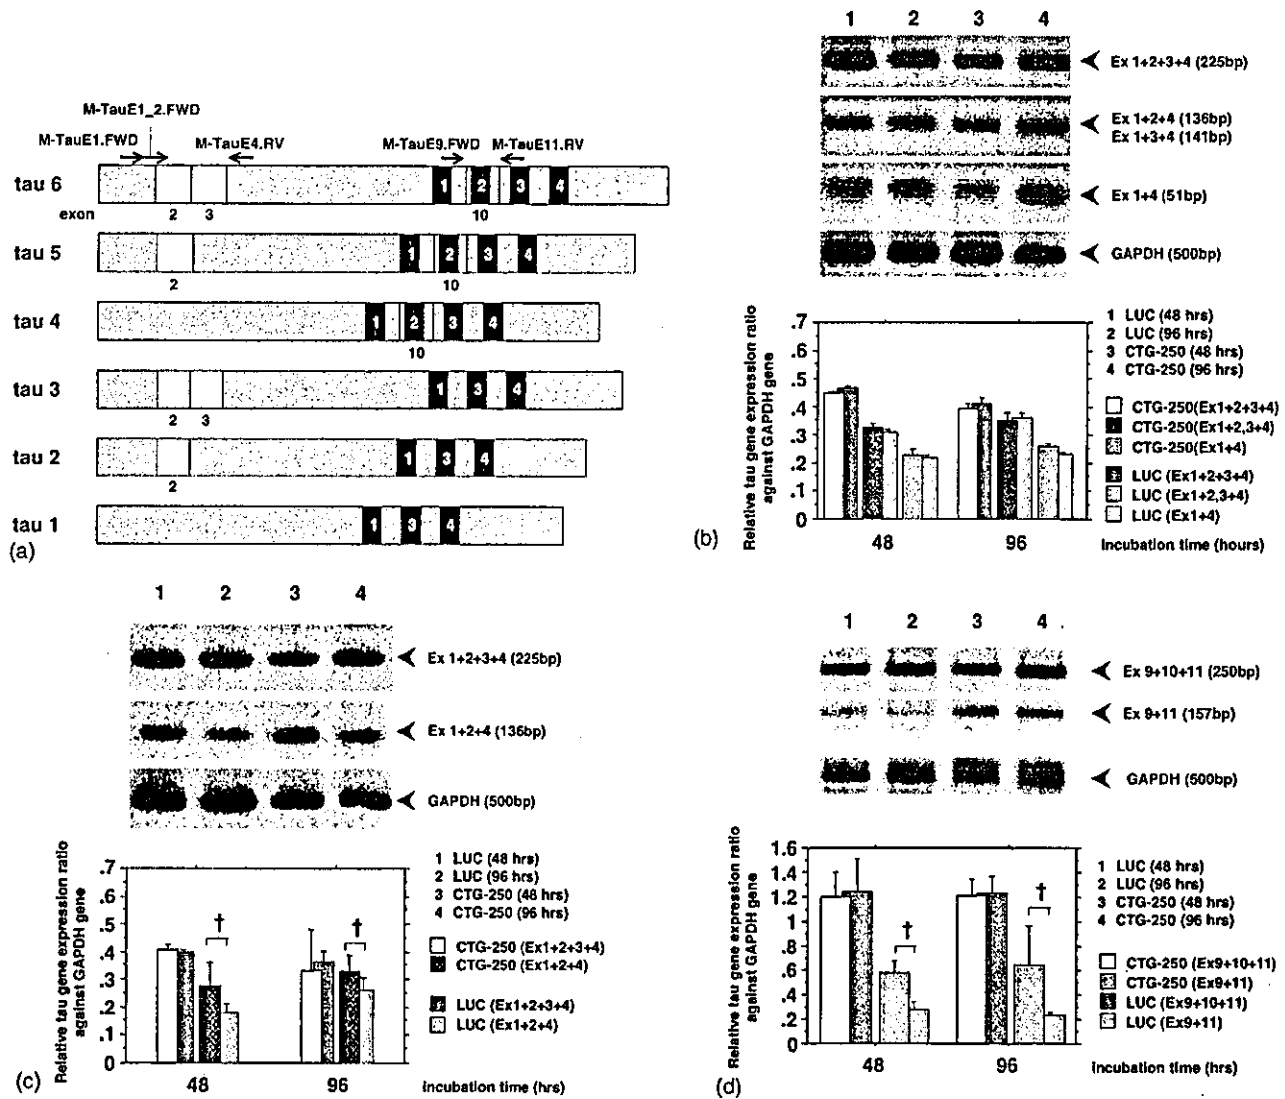 M-TauE1_2.FWD
M-TauE1.FWD
M-TauE4.RV
M-TauE9.FWD
M-TauE11.RV
tau 6
1 2 3 4
exon 2 3 10
tau 5
1 2 3 4
2 10
tau 4
1 2 3 4
10
tau 3
1 3 4
2 3
tau 2
1 3 4
2
tau 1
1 3 4
(a)
1 2 3 4
Ex 1+2+3+4 (225bp)
Ex 1+2+4 (136bp)
Ex 1+3+4 (141bp)
Ex 1+4 (51bp)
GAPDH (500bp)
Relative tau gene expression ratio
against GAPDH gene
.7
.6
.5
.4
.3
.2
.1
0
48 96
Incubation time (hours)
1 LUC (48 hrs)
2 LUC (96 hrs)
3 CTG-250 (48 hrs)
4 CTG-250 (96 hrs)
CTG-250(Ex1+2+3+4)
CTG-250(Ex1+2,3+4)
CTG-250(Ex1+4)
LUC (Ex1+2+3+4)
LUC (Ex1+2,3+4)
LUC (Ex1+4)
(b)
1 2 3 4
Ex 1+2+3+4 (225bp)
Ex 1+2+4 (136bp)
GAPDH (500bp)
Relative tau gene expression ratio
against GAPDH gene
.7
.6
.5
.4
.3
.2
.1
0
† †
48 96
Incubation time (hrs)
1 LUC (48 hrs)
2 LUC (96 hrs)
3 CTG-250 (48 hrs)
4 CTG-250 (96 hrs)
CTG-250 (Ex1+2+3+4)
CTG-250 (Ex1+2+4)
LUC (Ex1+2+3+4)
LUC (Ex1+2+4)
(c)
1 2 3 4
Ex 9+10+11 (250bp)
Ex 9+11 (157bp)
GAPDH (500bp)
Relative tau gene expression ratio
against GAPDH gene
1.6
1.4
1.2
1
.8
.6
.4
.2
0
† †
48 96
Incubation time (hrs)
1 LUC (48 hrs)
2 LUC (96 hrs)
3 CTG-250 (48 hrs)
4 CTG-250 (96 hrs)
CTG-250 (Ex9+10+11)
CTG-250 (Ex9+11)
LUC (Ex9+10+11)
LUC (Ex9+11)
(d)